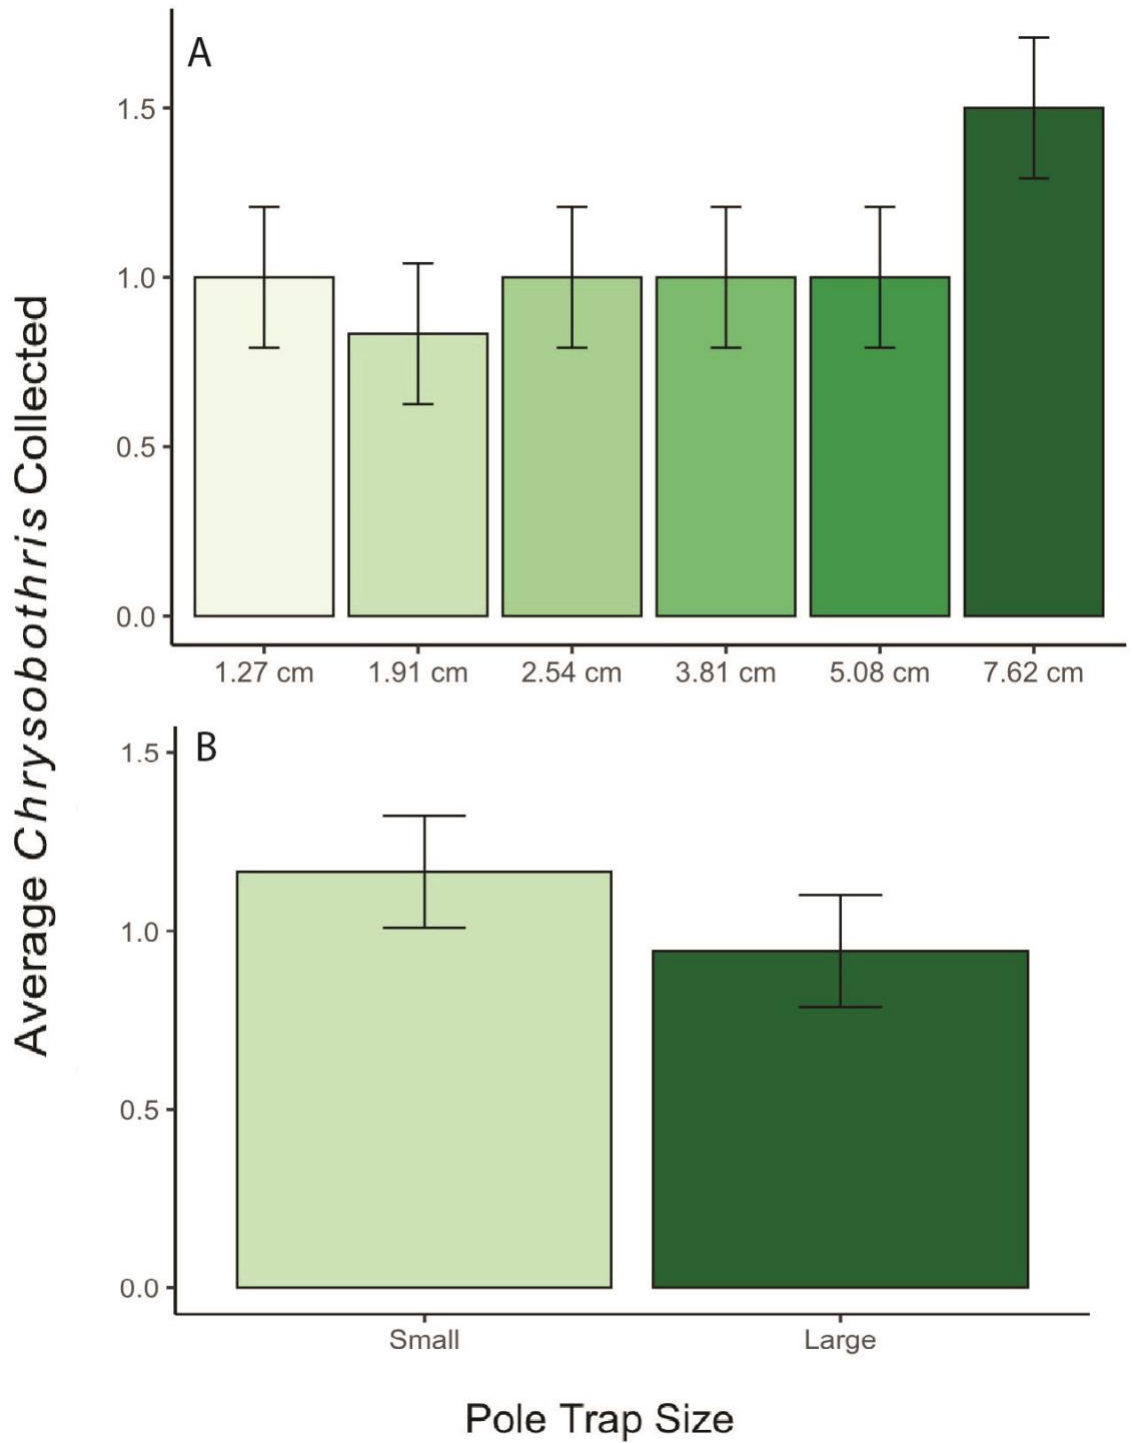 A
1.5
1.0
0.5
0.0
1.27 cm 1.91 cm 2.54 cm 3.81 cm 5.08 cm 7.62 cm
Average Chrysobothris Collected
B
1.5
1.0
0.5
0.0
Small Large
Pole Trap Size